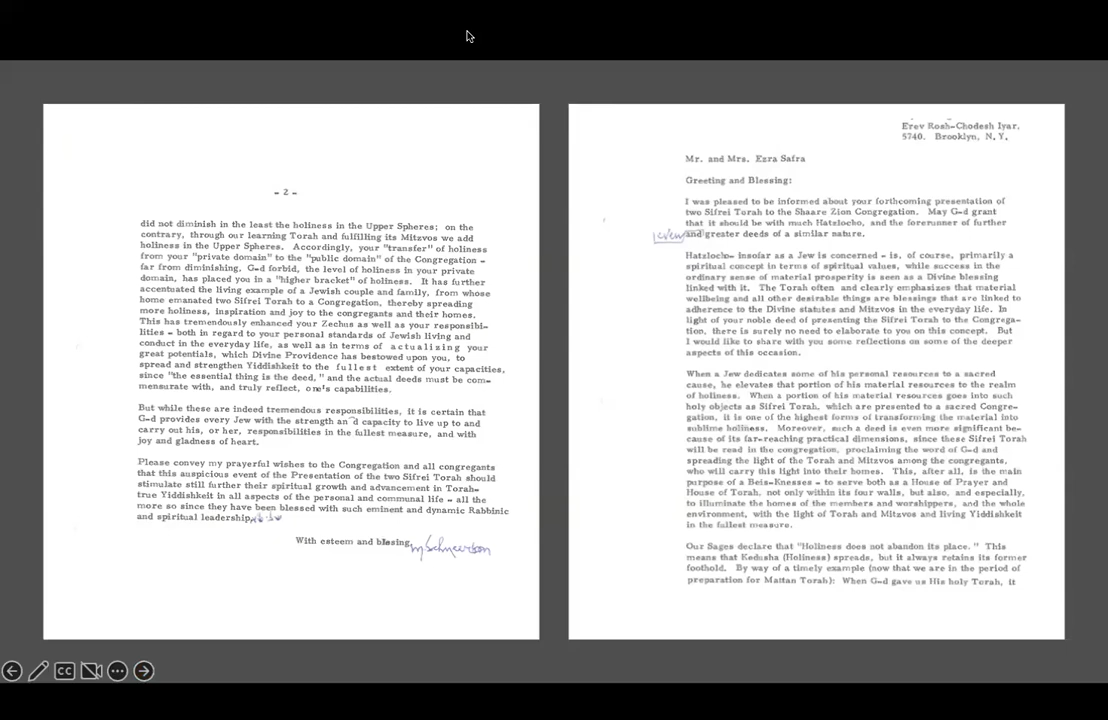 - 2 -
did not diminish in the least the holiness in the Upper Spheres; on the
contrary, through our learning Torah and fulfilling its Mitzvos we add
holiness in the Upper Spheres. Accordingly, your "transfer" of holiness
from your "private domain" to the "public domain" of the Congregation -
far from diminishing, G-d forbid, the level of holiness in your private
domain, has placed you in a "higher bracket" of holiness. It has further
accentuated the living example of a Jewish couple and family, from whose
home emanated two Sifrei Torah to a Congregation, thereby spreading
more holiness, inspiration and joy to the congregants and their homes.
This has tremendously enhanced your Zechus as well as your responsibi-
lities - both in regard to your personal standards of Jewish living and
conduct in the everyday life, as well as in terms of actualizing your
great potentials, which Divine Providence has bestowed upon you, to
spread and strengthen Yiddishkeit to the fullest extent of your capacities,
since "the essential thing is the deed," and the actual deeds must be com-
mensurate with, and truly reflect, one's capabilities.
But while these are indeed tremendous responsibilities, it is certain that
G-d provides every Jew with the strength and capacity to live up to and
carry out his, or her, responsibilities in the fullest measure, and with
joy and gladness of heart.
Please convey my prayerful wishes to the Congregation and all congregants
that this auspicious event of the Presentation of the two Sifrei Torah should
stimulate still further their spiritual growth and advancement in Torah-
true Yiddishkeit in all aspects of the personal and communal life - all the
more so since they have been blessed with such eminent and dynamic Rabbinic
and spiritual leadership.
With esteem and blessing, M Schneerson
Erev Rosh-Chodesh Iyar,
5740. Brooklyn, N.Y.
Mr. and Mrs. Ezra Safra
Greeting and Blessing:
I was pleased to be informed about your forthcoming presentation of
two Sifrei Torah to the Shaare Zion Congregation. May G-d grant
that it should be with much Hatzlocho, and the forerunner of further
even and greater deeds of a similar nature.
Hatzlocho- insofar as a Jew is concerned - is, of course, primarily a
spiritual concept in terms of spiritual values, while success in the
ordinary sense of material prosperity is seen as a Divine blessing
linked with it. The Torah often and clearly emphasizes that material
wellbeing and all other desirable things are blessings that are linked to
adherence to the Divine statutes and Mitzvos in the everyday life. In
light of your noble deed of presenting the Sifrei Torah to the Congrega-
tion, there is surely no need to elaborate to you on this concept. But
I would like to share with you some reflections on some of the deeper
aspects of this occasion.
When a Jew dedicates some of his personal resources to a sacred
cause, he elevates that portion of his material resources to the realm
of holiness. When a portion of his material resources goes into such
holy objects as Sifrei Torah, which are presented to a sacred Congre-
gation, it is one of the highest forms of transforming the material into
sublime holiness. Moreover, such a deed is even more significant be-
cause of its far-reaching practical dimensions, since these Sifrei Torah
will be read in the congregation, proclaiming the word of G-d and
spreading the light of the Torah and Mitzvos among the congregants,
who will carry this light into their homes. This, after all, is the main
purpose of a Beis-Knesses - to serve both as a House of Prayer and
House of Torah, not only within its four walls, but also, and especially,
to illuminate the homes of the members and worshippers, and the whole
environment, with the light of Torah and Mitzvos and living Yiddishkeit
in the fullest measure.
Our Sages declare that "Holiness does not abandon its place." This
means that Kedusha (Holiness) spreads, but it always retains its former
foothold. By way of a timely example (now that we are in the period of
preparation for Mattan Torah): When G-d gave us His holy Torah, it
CC